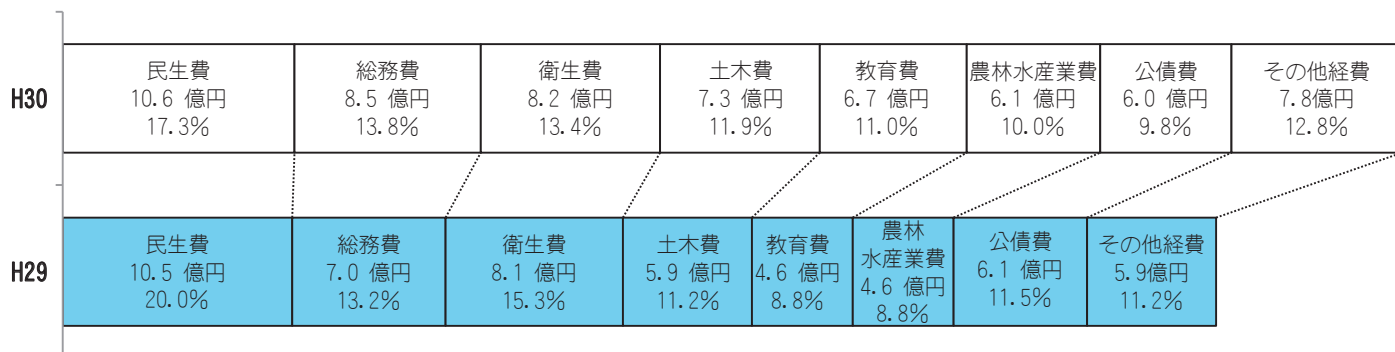 H30
民生費
10.6 億円
17.3%
総務費
8.5 億円
13.8%
衛生費
8.2 億円
13.4%
土木費
7.3 億円
11.9%
教育費
6.7 億円
11.0%
農林水産業費
6.1 億円
10.0%
公債費
6.0 億円
9.8%
その他経費
7.8億円
12.8%
H29
民生費
10.5 億円
20.0%
総務費
7.0 億円
13.2%
衛生費
8.1 億円
15.3%
土木費
5.9 億円
11.2%
教育費
4.6 億円
8.8%
農林
水産業費
4.6 億円
8.8%
公債費
6.1 億円
11.5%
その他経費
5.9億円
11.2%